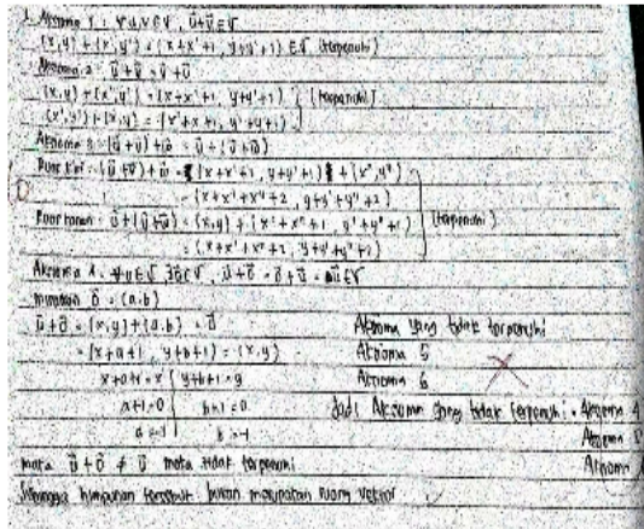 1. Aksioma 1 : ∀ u,v ∈ V, ū+v̄ ∈ V
(x,y) + (x',y') = (x+x'+1, y+y'+1) ∈ V (terpenuhi)
Aksioma 2 : ū+v̄ = v̄+ū
(x,y) + (x',y') = (x+x'+1, y+y'+1) } (terpenuhi)
(x',y') + (x,y) = (x'+x+1, y'+y+1)
Aksioma 3 : (ū+v̄)+w̄ = ū+(v̄+w̄)
Ruas kiri : (ū+v̄)+w̄ = (x+x'+1, y+y'+1) + (x",y")
= (x+x'+x"+2, y+y'+y"+2)
Ruas kanan : ū+(v̄+w̄) = (x,y) + (x'+x"+1, y'+y"+1) } (terpenuhi)
= (x+x'+x"+2, y+y'+y"+2)
Aksioma 4. ∀ u ∈ V, ∃ō ∈ V, ū+ō = ō+ū = ū ∈ V
misalkan ō = (a,b)
ū+ō = (x,y)+(a,b) = ū
= (x+a+1, y+b+1) = (x,y)
x+a+1 = x | y+b+1 = y
a+1 = 0 | b+1 = 0
a = -1 | b = -1
maka ū+ō ≠ ū maka tidak terpenuhi
Sehingga himpunan tersebut bukan merupakan ruang vektor
Aksioma yang tidak terpenuhi
Aksioma 5
Aksioma 6
Jadi Aksioma yang tidak terpenuhi : Aksioma
Aksioma
Aksioma